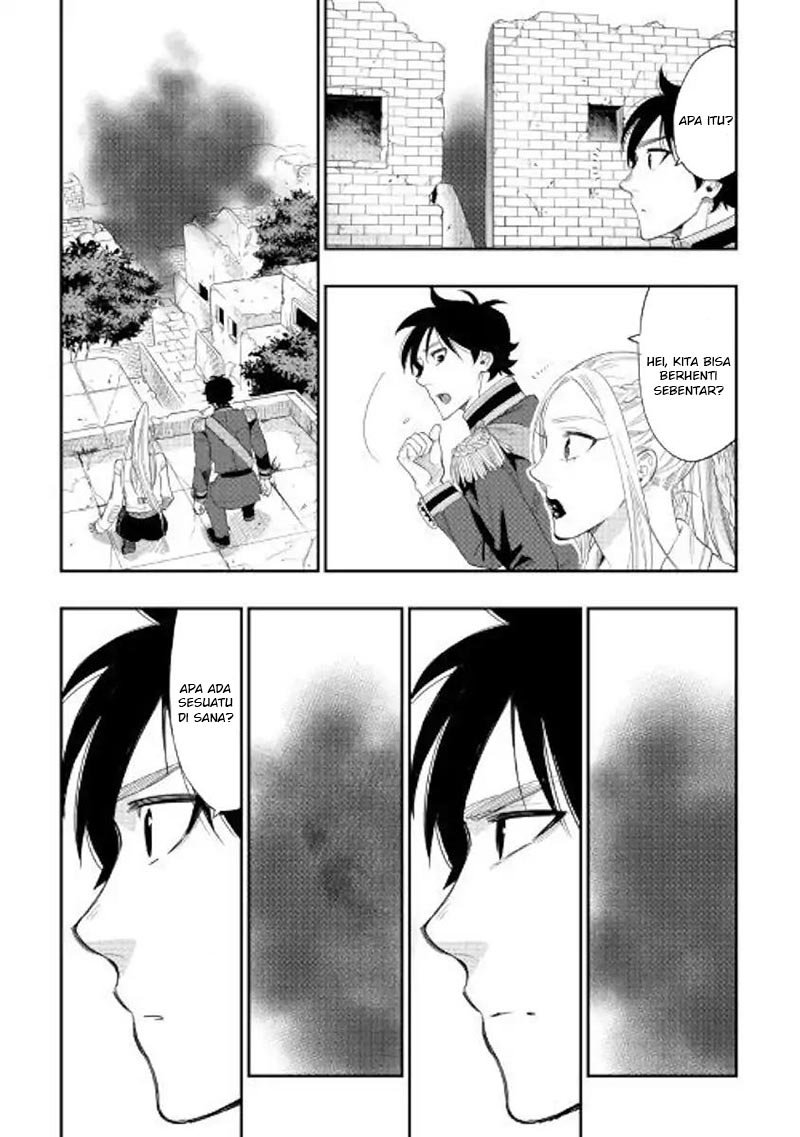 APA ITU?
HEI, KITA BISA
BERHENTI
SEBENTAR?
APA ADA
SESUATU
DI SANA?